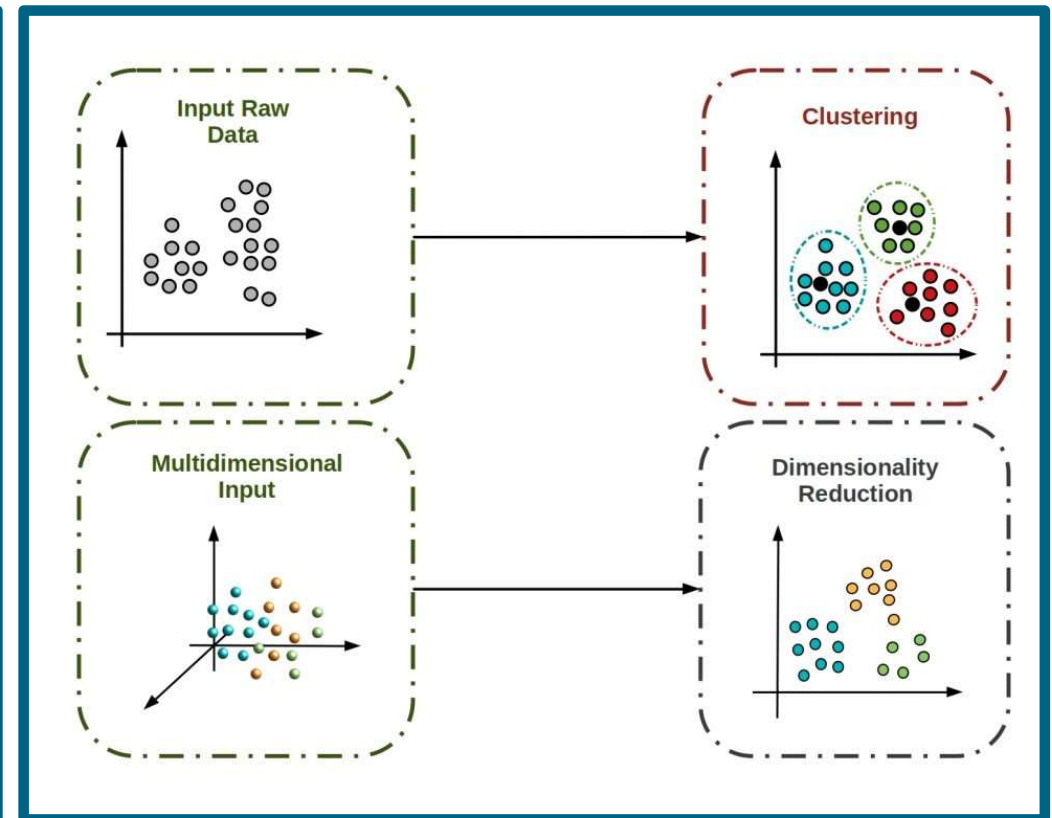 Input Raw
Data
Clustering
Multidimensional
Input
Dimensionality
Reduction